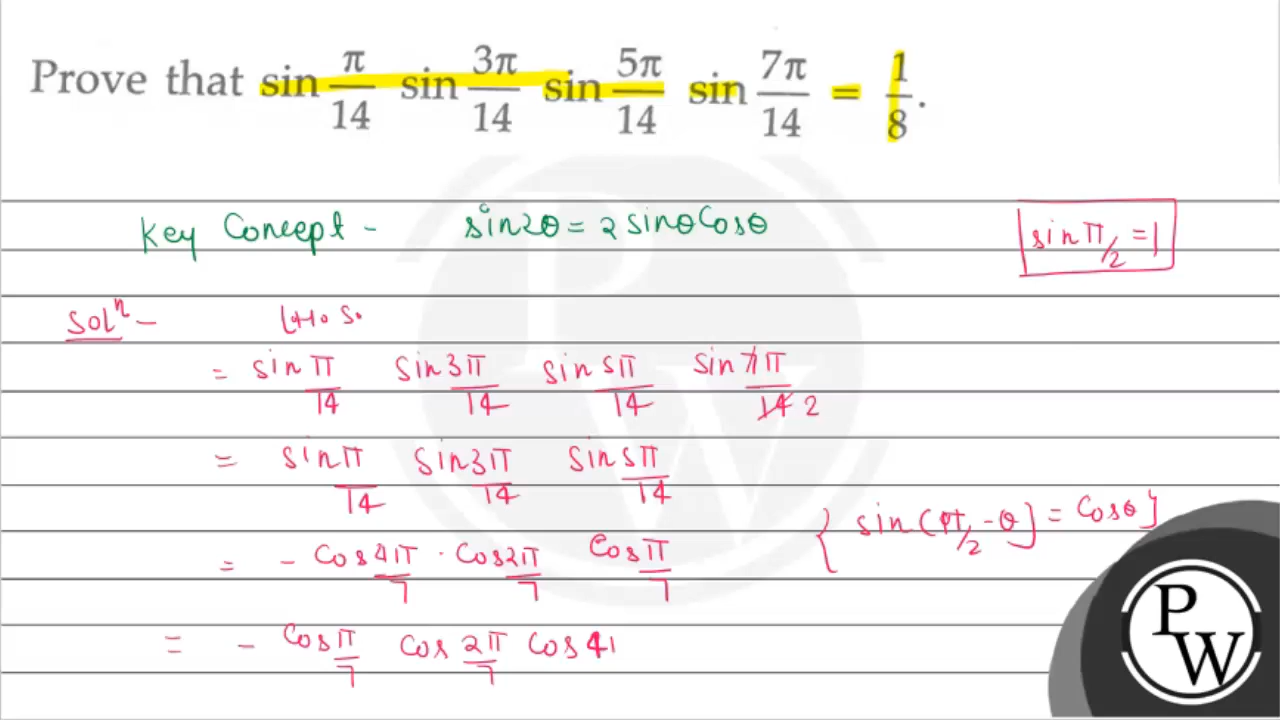 Prove that sin π/14 sin 3π/14 sin 5π/14 sin 7π/14 = 1/8.
Key Concept - sin2θ = 2 sinθ cosθ
sin π/2 = 1
Solⁿ - L.H.S.
= sin π/14 sin 3π/14 sin 5π/14 sin 7π/14 2
= sin π/14 sin 3π/14 sin 5π/14
= - cos 4π/7 · cos 2π/7 cos π/7 { sin(π/2 - θ) = cosθ }
= - cos π/7 cos 2π/7 cos 4
PW